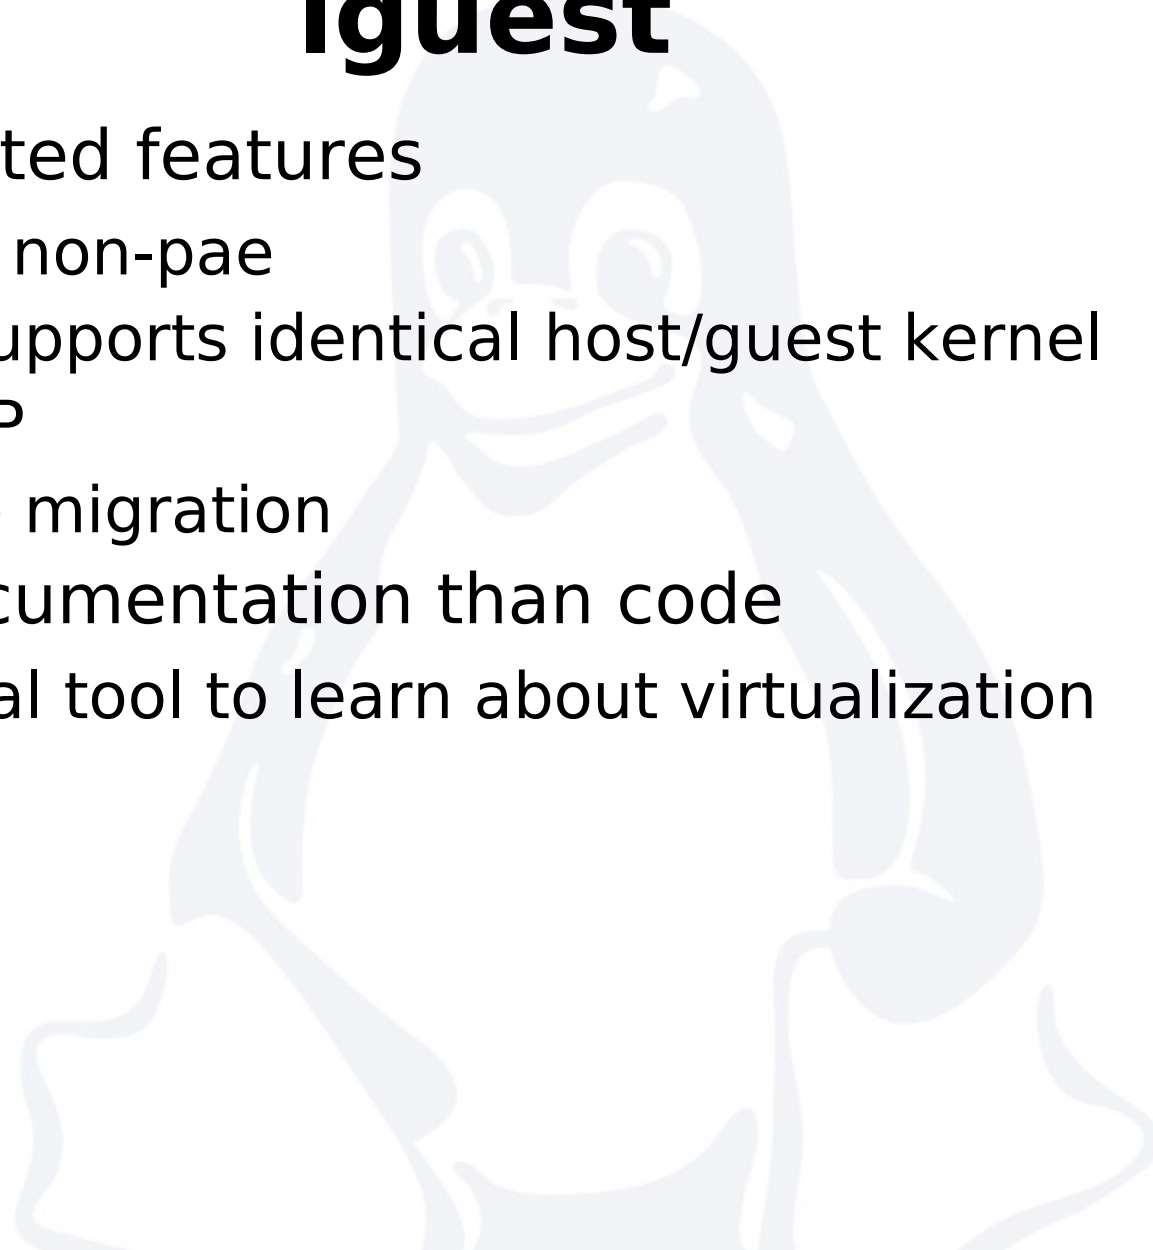 lguest
ted features
non-pae
upports identical host/guest kernel
P
migration
cumentation than code
al tool to learn about virtualization